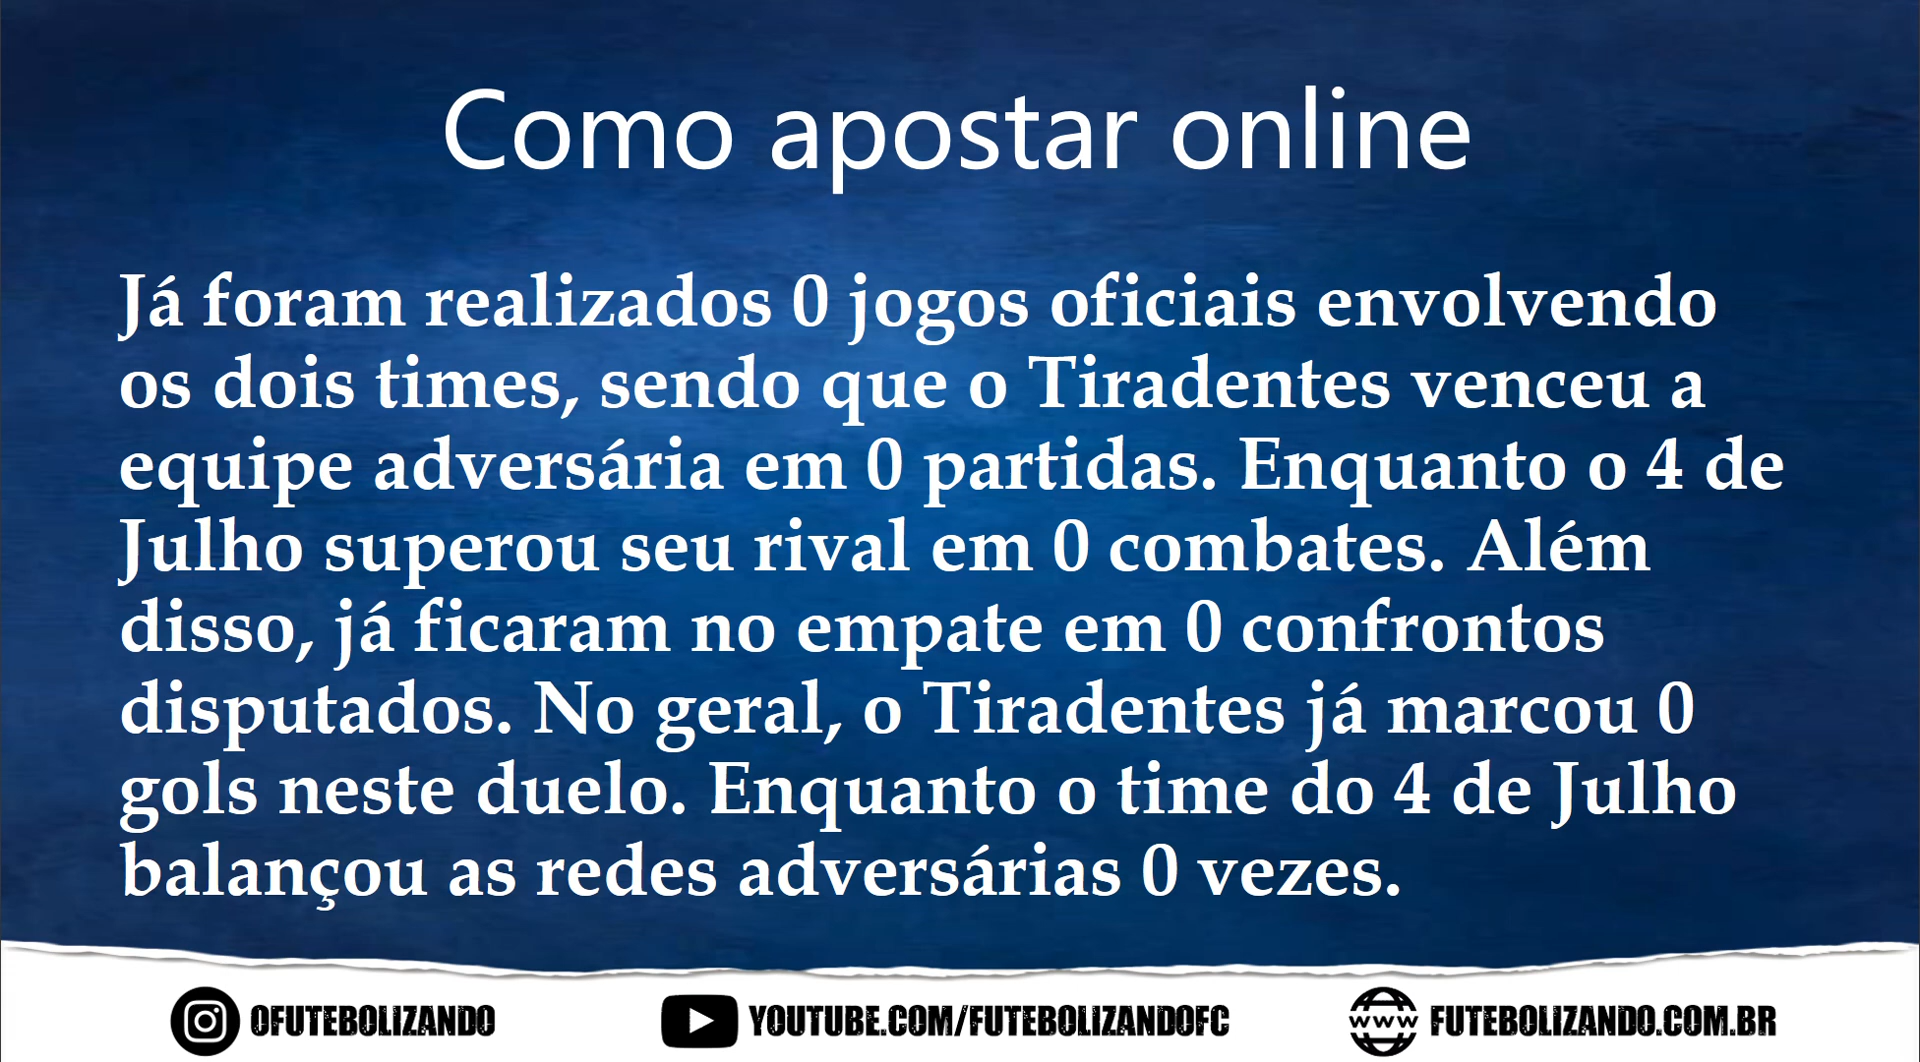 Como apostar online
Já foram realizados 0 jogos oficiais envolvendo
os dois times, sendo que o Tiradentes venceu a
equipe adversária em 0 partidas. Enquanto o 4 de
Julho superou seu rival em 0 combates. Além
disso, já ficaram no empate em 0 confrontos
disputados. No geral, o Tiradentes já marcou 0
gols neste duelo. Enquanto o time do 4 de Julho
balançou as redes adversárias 0 vezes.
OFUTEBOLIZANDO
YOUTUBE.COM/FUTEBOLIZANDOFC
WWW
FUTEBOLIZANDO.COM.BR